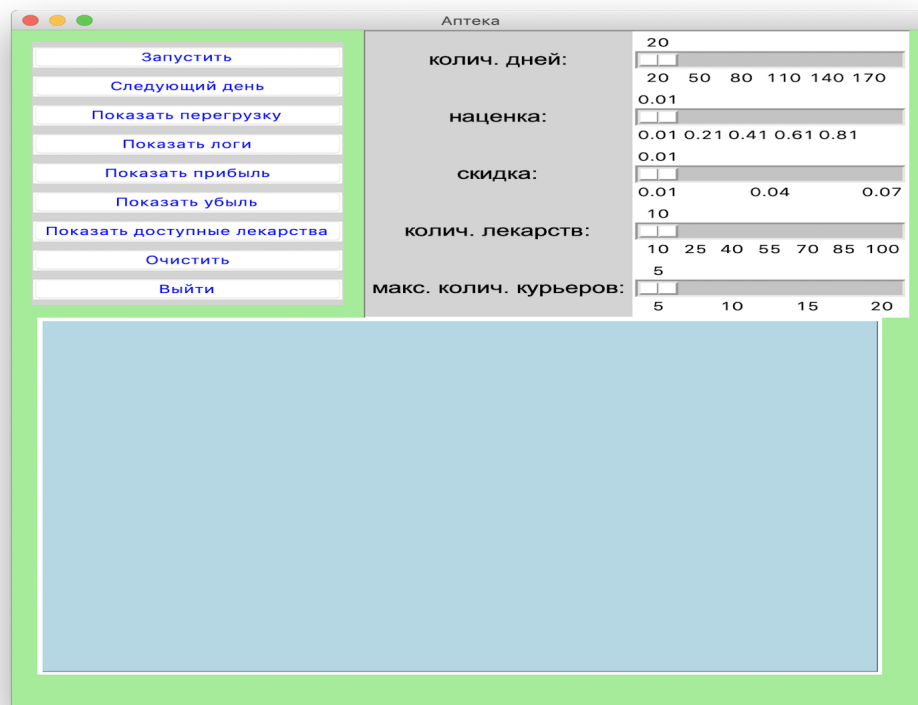 Аптека
Запустить
Следующий день
Показать перегрузку
Показать логи
Показать прибыль
Показать убыль
Показать доступные лекарства
Очистить
Выйти
колич. дней:
20
20 50 80 110 140 170
наценка:
0.01
0.01 0.21 0.41 0.61 0.81
скидка:
0.01
0.01 0.04 0.07
колич. лекарств:
10
10 25 40 55 70 85 100
макс. колич. курьеров:
5
5 10 15 20